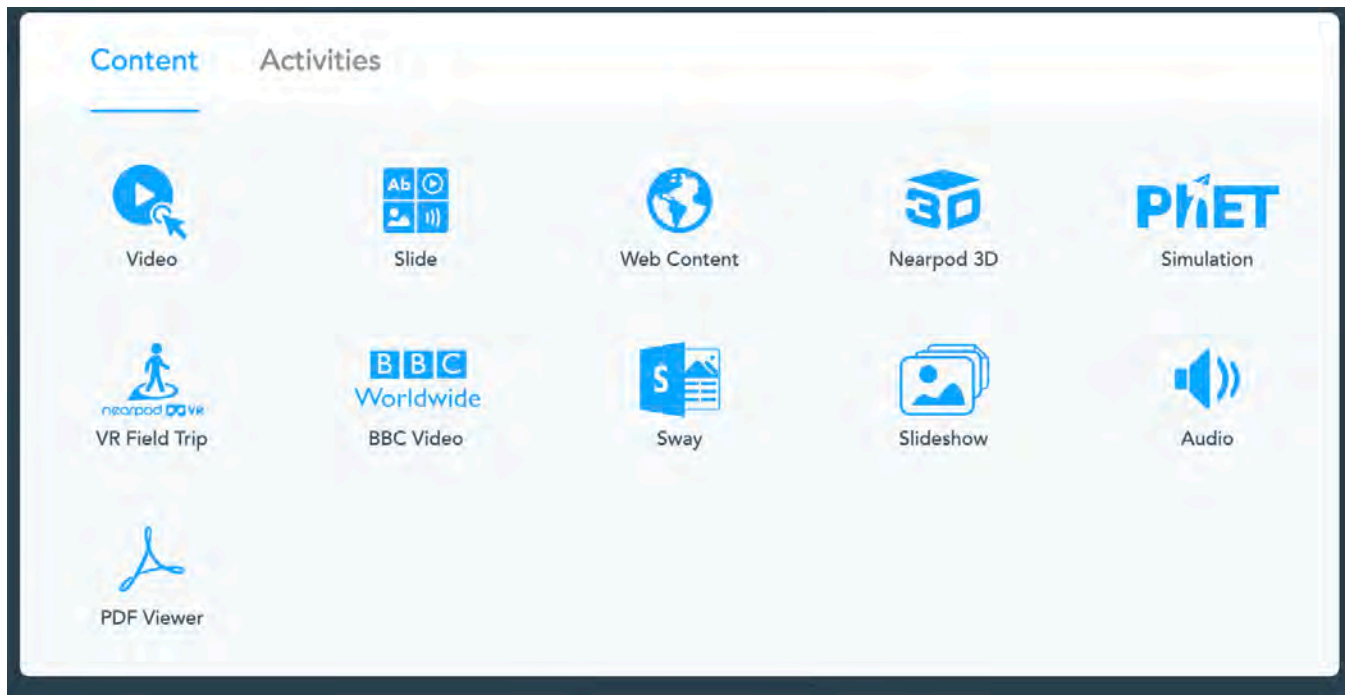 Content Activities
Ab
3D
PhET
Video Slide Web Content Nearpod 3D Simulation
nearpod VR
BBC
Worldwide
S
VR Field Trip BBC Video Sway Slideshow Audio
PDF Viewer